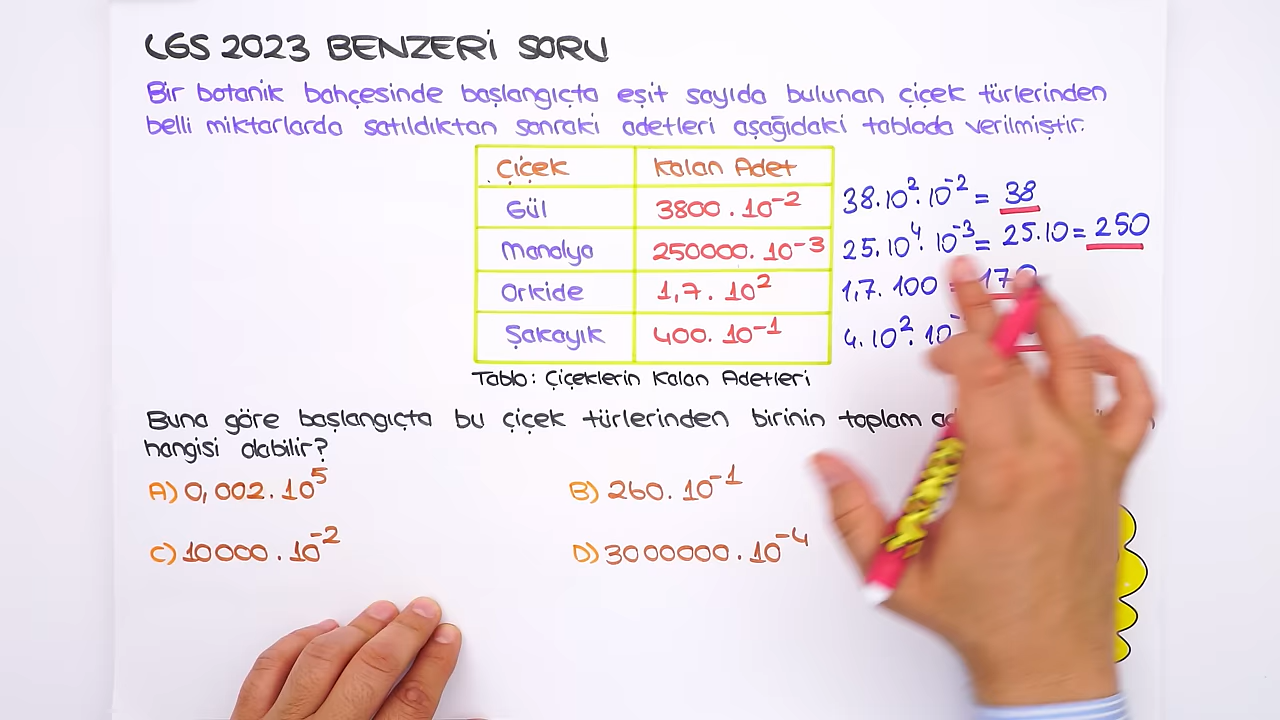 LGS 2023 BENZERİ SORU
Bir botanik bahçesinde başlangıçta eşit sayıda bulunan çiçek türlerinden
belli miktarlarda satıldıktan sonraki adetleri aşağıdaki tabloda verilmiştir.
Çiçek Kalan Adet
Gül 3800 . 10⁻² 38.10².10⁻² = 38
Manolya 250000. 10⁻³ 25.10⁴. 10⁻³ = 25.10 = 250
Orkide 1,7 . 10² 1,7. 100
Şakayık 400. 10⁻¹ 4.10².
Tablo: Çiçeklerin Kalan Adetleri
Buna göre başlangıçta bu çiçek türlerinden birinin toplam
hangisi olabilir?
A) 0,002.10⁵ B) 260. 10⁻¹
C) 10000. 10⁻² D) 3000000. 10⁻⁴